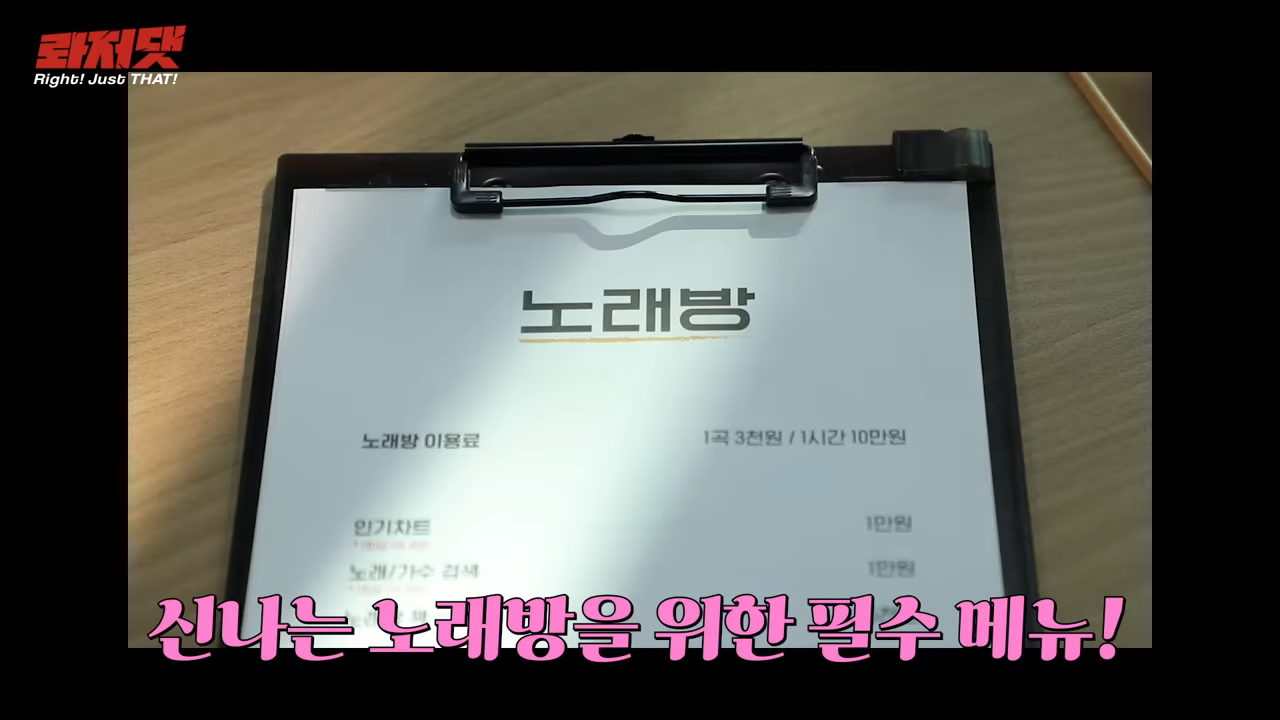 롸저댓
Right! Just THAT!
노래방
노래방 이용료 1곡 3천원 / 1시간 10만원
인기차트 1만원
노래/가수 검색 1만원
신나는 노래방을 위한 필수 메뉴!